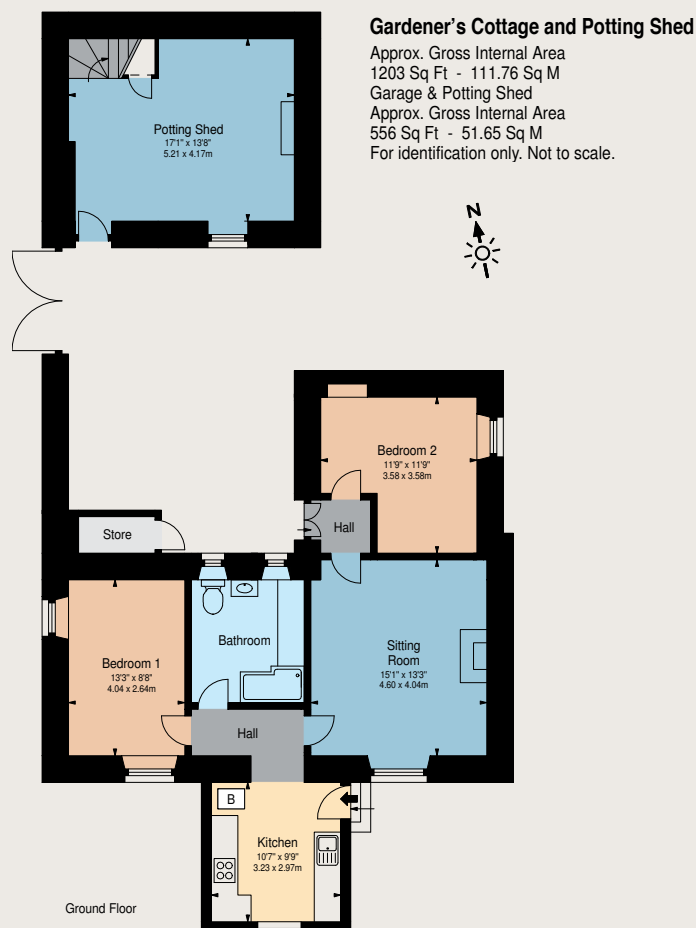 Gardener's Cottage and Potting Shed
Approx. Gross Internal Area
1203 Sq Ft - 111.76 Sq M
Garage & Potting Shed
Approx. Gross Internal Area
556 Sq Ft - 51.65 Sq M
For identification only. Not to scale.
Potting Shed
17'1" x 13'8"
5.21 x 4.17m
N
Bedroom 2
11'9" x 11'9"
3.58 x 3.58m
Hall
Store
Bathroom
Bedroom 1
13'3" x 8'8"
4.04 x 2.64m
Sitting
Room
15'1" x 13'3"
4.60 x 4.04m
Hall
B
Kitchen
10'7" x 9'9"
3.23 x 2.97m
Ground Floor